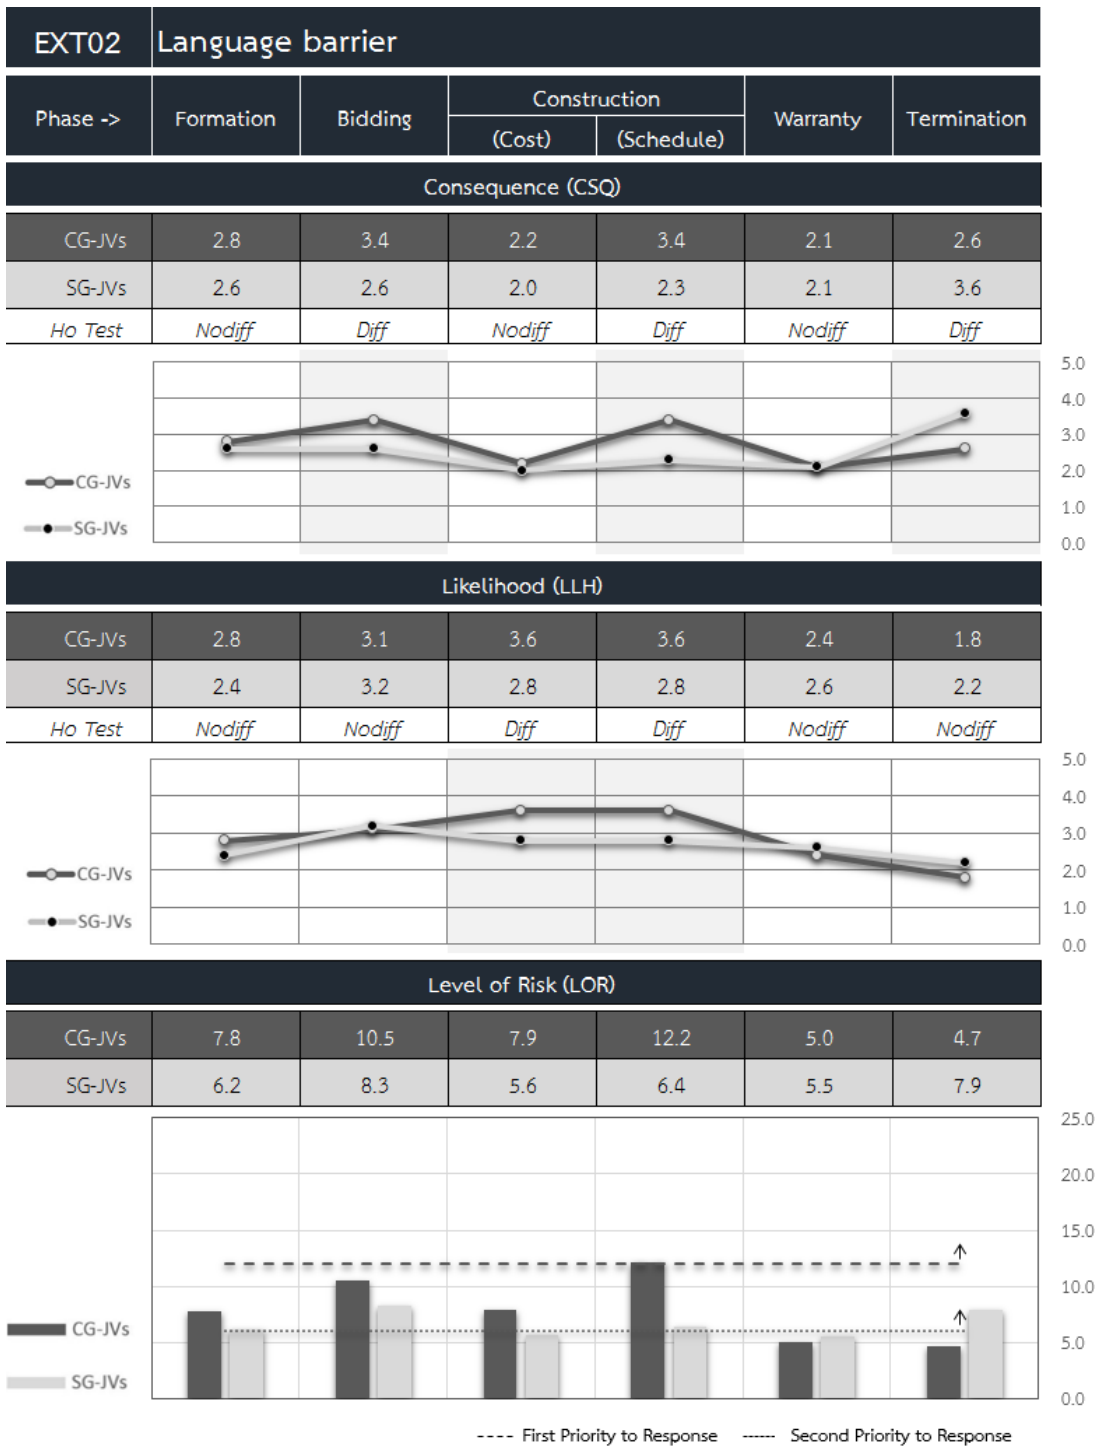 EXT02 Language barrier
Phase -> Formation Bidding Construction Warranty Termination
(Cost) (Schedule)
Consequence (CSQ)
CG-JVs 2.8 3.4 2.2 3.4 2.1 2.6
SG-JVs 2.6 2.6 2.0 2.3 2.1 3.6
Ho Test Nodiff Diff Nodiff Diff Nodiff Diff
5.0
4.0
3.0
2.0
1.0
0.0
CG-JVs
SG-JVs
Likelihood (LLH)
CG-JVs 2.8 3.1 3.6 3.6 2.4 1.8
SG-JVs 2.4 3.2 2.8 2.8 2.6 2.2
Ho Test Nodiff Nodiff Diff Diff Nodiff Nodiff
5.0
4.0
3.0
2.0
1.0
0.0
CG-JVs
SG-JVs
Level of Risk (LOR)
CG-JVs 7.8 10.5 7.9 12.2 5.0 4.7
SG-JVs 6.2 8.3 5.6 6.4 5.5 7.9
25.0
20.0
15.0
10.0
5.0
0.0
CG-JVs
SG-JVs
---- First Priority to Response ------ Second Priority to Response